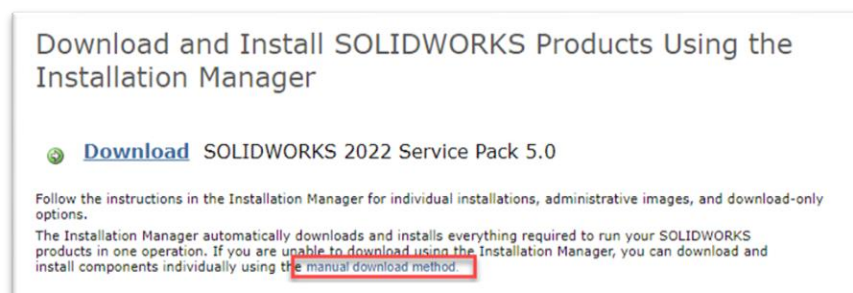 Download and Install SOLIDWORKS Products Using the
Installation Manager
Download SOLIDWORKS 2022 Service Pack 5.0
Follow the instructions in the Installation Manager for individual installations, administrative images, and download-only
options.
The Installation Manager automatically downloads and installs everything required to run your SOLIDWORKS
products in one operation. If you are unable to download using the Installation Manager, you can download and
install components individually using the manual download method.